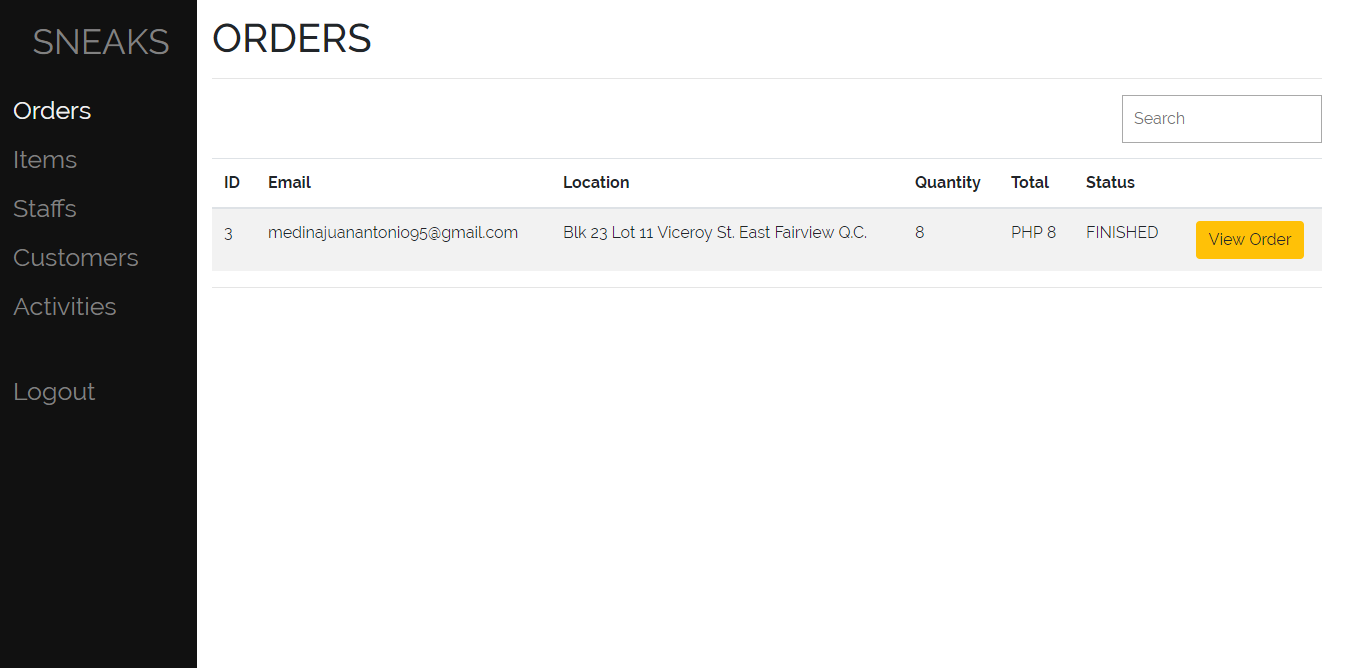 SNEAKS
Orders
Items
Staffs
Customers
Activities
Logout
ORDERS
Search
ID Email Location Quantity Total Status
3 medinajuanantonio95@gmail.com Blk 23 Lot 11 Viceroy St. East Fairview Q.C. 8 PHP 8 FINISHED View Order